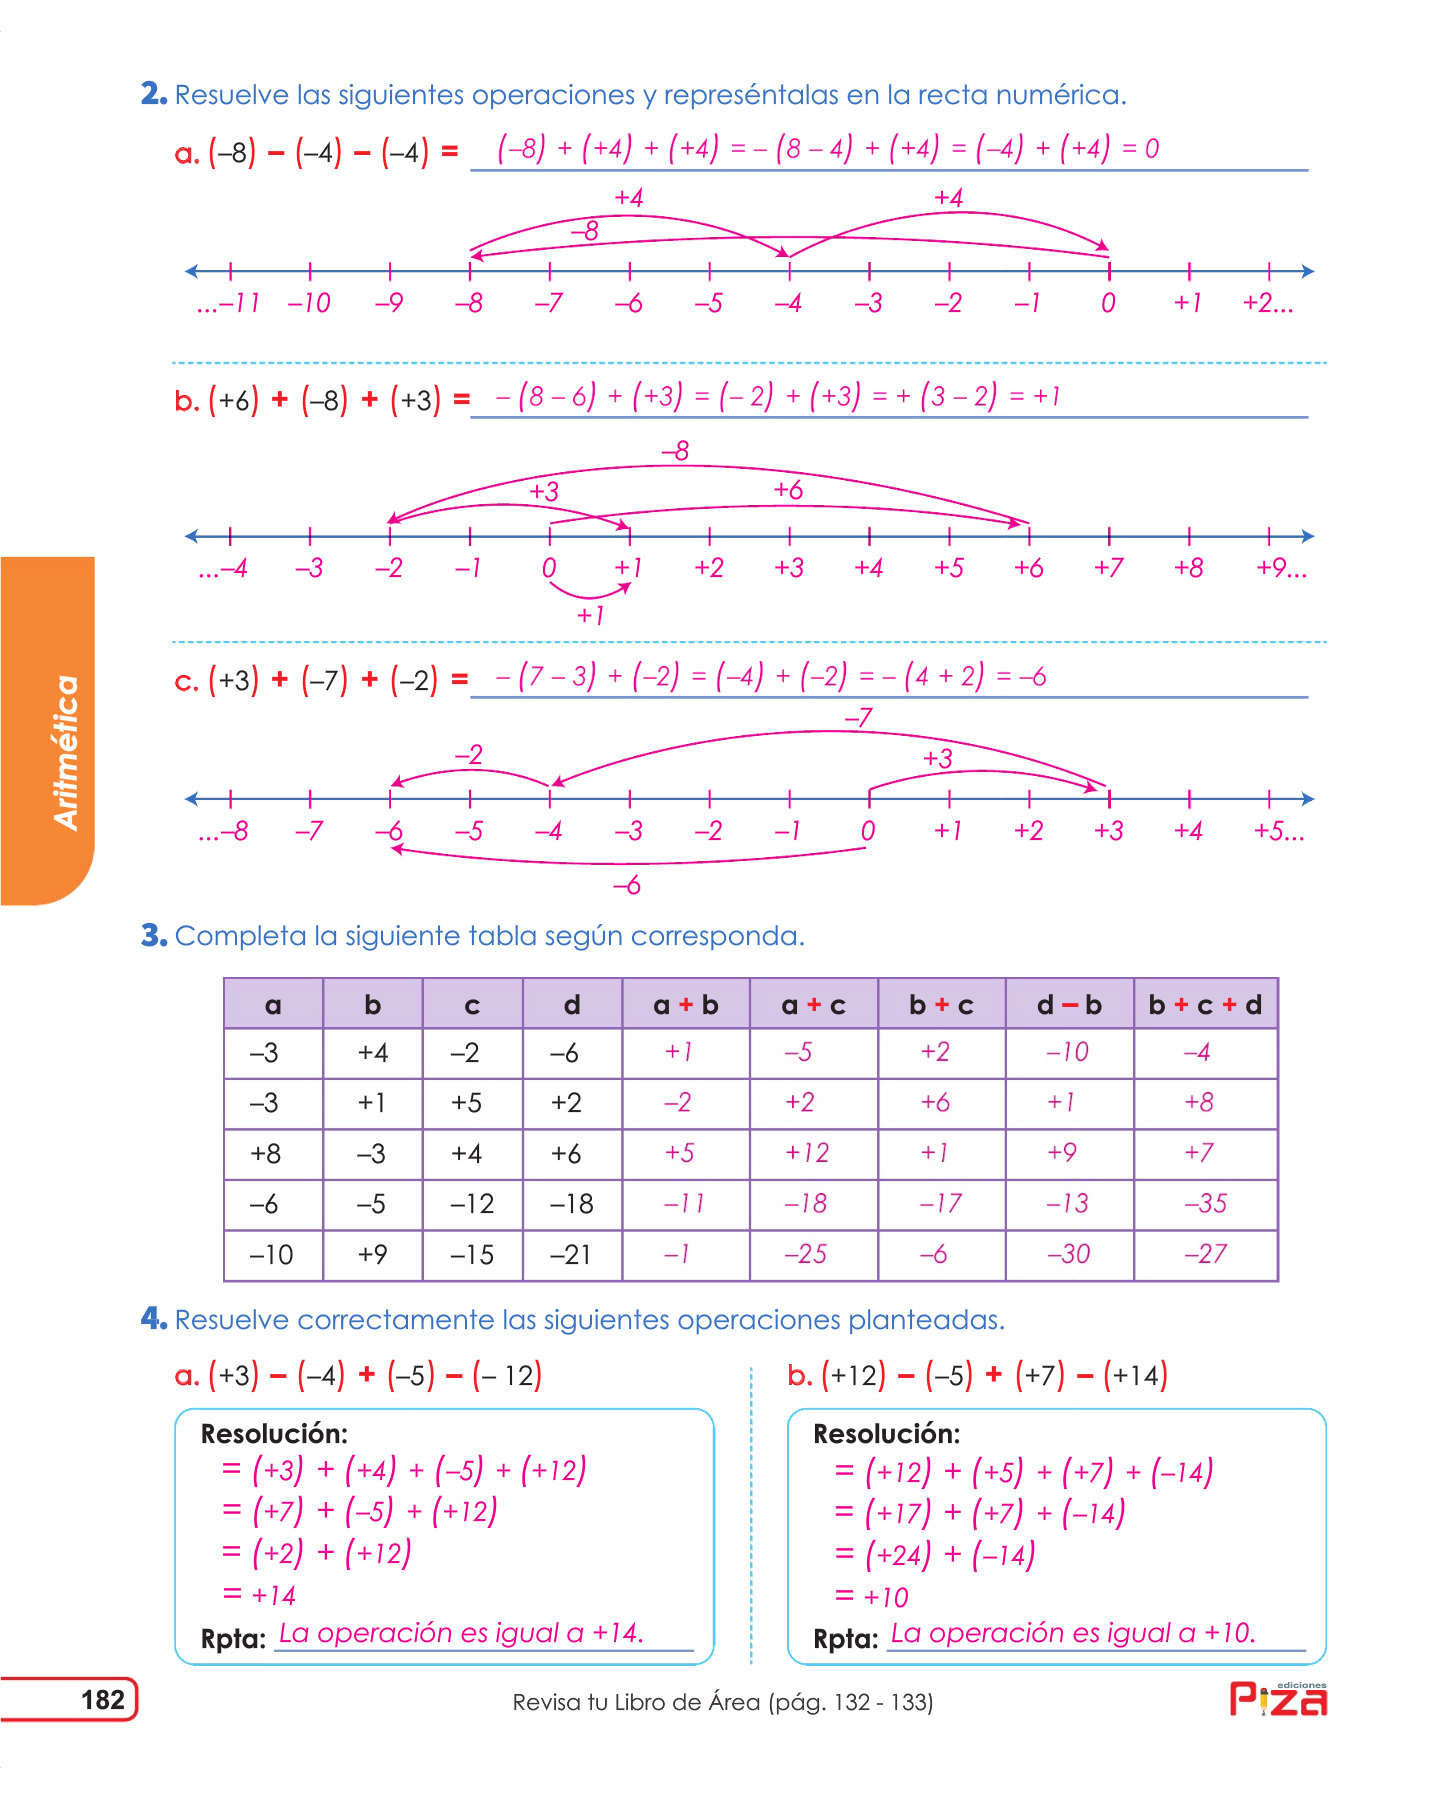 2. Resuelve las siguientes operaciones y represéntalas en la recta numérica.
a. (–8) – (–4) – (–4) = (–8) + (+4) + (+4) = – (8 – 4) + (+4) = (–4) + (+4) = 0
+4 +4
–8
...–11 –10 –9 –8 –7 –6 –5 –4 –3 –2 –1 0 +1 +2...
b. (+6) + (–8) + (+3) = – (8 – 6) + (+3) = (– 2) + (+3) = + (3 – 2) = +1
–8
+3 +6
...–4 –3 –2 –1 0 +1 +2 +3 +4 +5 +6 +7 +8 +9...
+1
c. (+3) + (–7) + (–2) = – (7 – 3) + (–2) = (–4) + (–2) = – (4 + 2) = –6
–7
–2 +3
...–8 –7 –6 –5 –4 –3 –2 –1 0 +1 +2 +3 +4 +5...
–6
Aritmética
3. Completa la siguiente tabla según corresponda.
a b c d a + b a + c b + c d – b b + c + d
–3 +4 –2 –6 +1 –5 +2 –10 –4
–3 +1 +5 +2 –2 +2 +6 +1 +8
+8 –3 +4 +6 +5 +12 +1 +9 +7
–6 –5 –12 –18 –11 –18 –17 –13 –35
–10 +9 –15 –21 –1 –25 –6 –30 –27
4. Resuelve correctamente las siguientes operaciones planteadas.
a. (+3) – (–4) + (–5) – (– 12)
Resolución:
= (+3) + (+4) + (–5) + (+12)
= (+7) + (–5) + (+12)
= (+2) + (+12)
= +14
Rpta: La operación es igual a +14.
b. (+12) – (–5) + (+7) – (+14)
Resolución:
= (+12) + (+5) + (+7) + (–14)
= (+17) + (+7) + (–14)
= (+24) + (–14)
= +10
Rpta: La operación es igual a +10.
182
Revisa tu Libro de Área (pág. 132 - 133)
ediciones
Piza